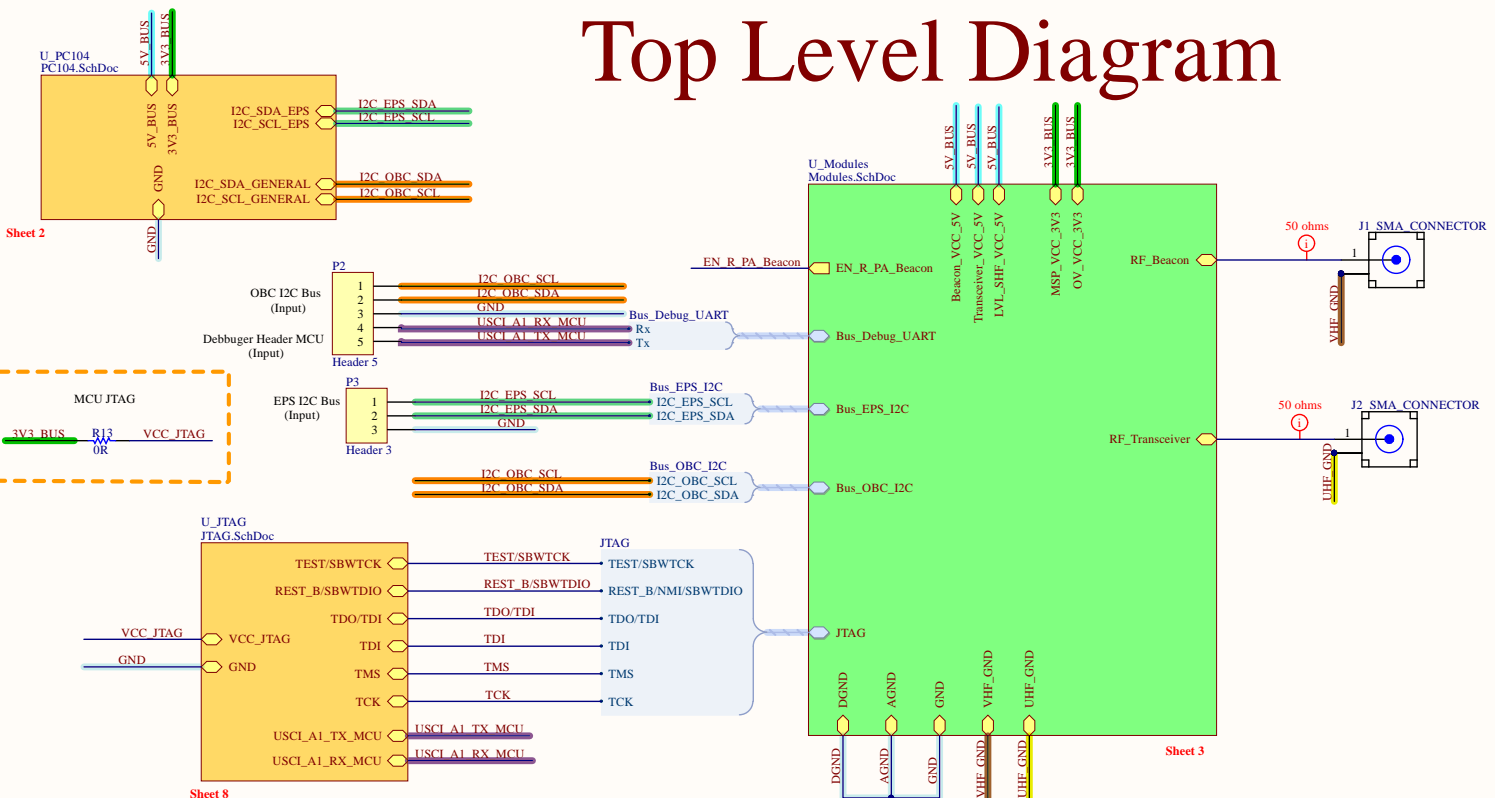 Top Level Diagram
U_PC104
PC104.SchDoc
5V_BUS
3V3_BUS
5V_BUS
3V3_BUS
GND
GND
I2C_SDA_EPS
I2C_EPS_SDA
I2C_SCL_EPS
I2C_EPS_SCL
I2C_SDA_GENERAL
I2C_OBC_SDA
I2C_SCL_GENERAL
I2C_OBC_SCL
Sheet 2
P2
OBC I2C Bus
(Input)
Debbuger Header MCU
(Input)
1
2
3
4
5
Header 5
I2C_OBC_SCL
I2C_OBC_SDA
GND
USCI_A1_RX_MCU
USCI_A1_TX_MCU
Bus_Debug_UART
Rx
Tx
P3
EPS I2C Bus
(Input)
1
2
3
Header 3
I2C_EPS_SCL
I2C_EPS_SDA
GND
Bus_EPS_I2C
I2C_EPS_SCL
I2C_EPS_SDA
I2C_OBC_SCL
I2C_OBC_SDA
Bus_OBC_I2C
I2C_OBC_SCL
I2C_OBC_SDA
MCU JTAG
3V3_BUS
R13
0R
VCC_JTAG
U_JTAG
JTAG.SchDoc
VCC_JTAG
VCC_JTAG
GND
GND
TEST/SBWTCK
REST_B/SBWTDIO
TDO/TDI
TDI
TMS
TCK
USCI_A1_TX_MCU
USCI_A1_RX_MCU
TEST/SBWTCK
REST_B/SBWTDIO
TDO/TDI
TDI
TMS
TCK
USCI_A1_TX_MCU
USCI_A1_RX_MCU
Sheet 8
JTAG
TEST/SBWTCK
REST_B/NMI/SBWTDIO
TDO/TDI
TDI
TMS
TCK
U_Modules
Modules.SchDoc
5V_BUS
5V_BUS
5V_BUS
3V3_BUS
3V3_BUS
Beacon_VCC_5V
Transceiver_VCC_5V
LVL_SHF_VCC_5V
MSP_VCC_3V3
OV_VCC_3V3
EN_R_PA_Beacon
EN_R_PA_Beacon
Bus_Debug_UART
Bus_EPS_I2C
Bus_OBC_I2C
JTAG
RF_Beacon
RF_Transceiver
DGND
AGND
GND
VHF_GND
UHF_GND
DGND
AGND
GND
VHF_GND
UHF_GND
Sheet 3
50 ohms
i
J1_SMA_CONNECTOR
1
VHF_GND
50 ohms
i
J2_SMA_CONNECTOR
1
UHF_GND